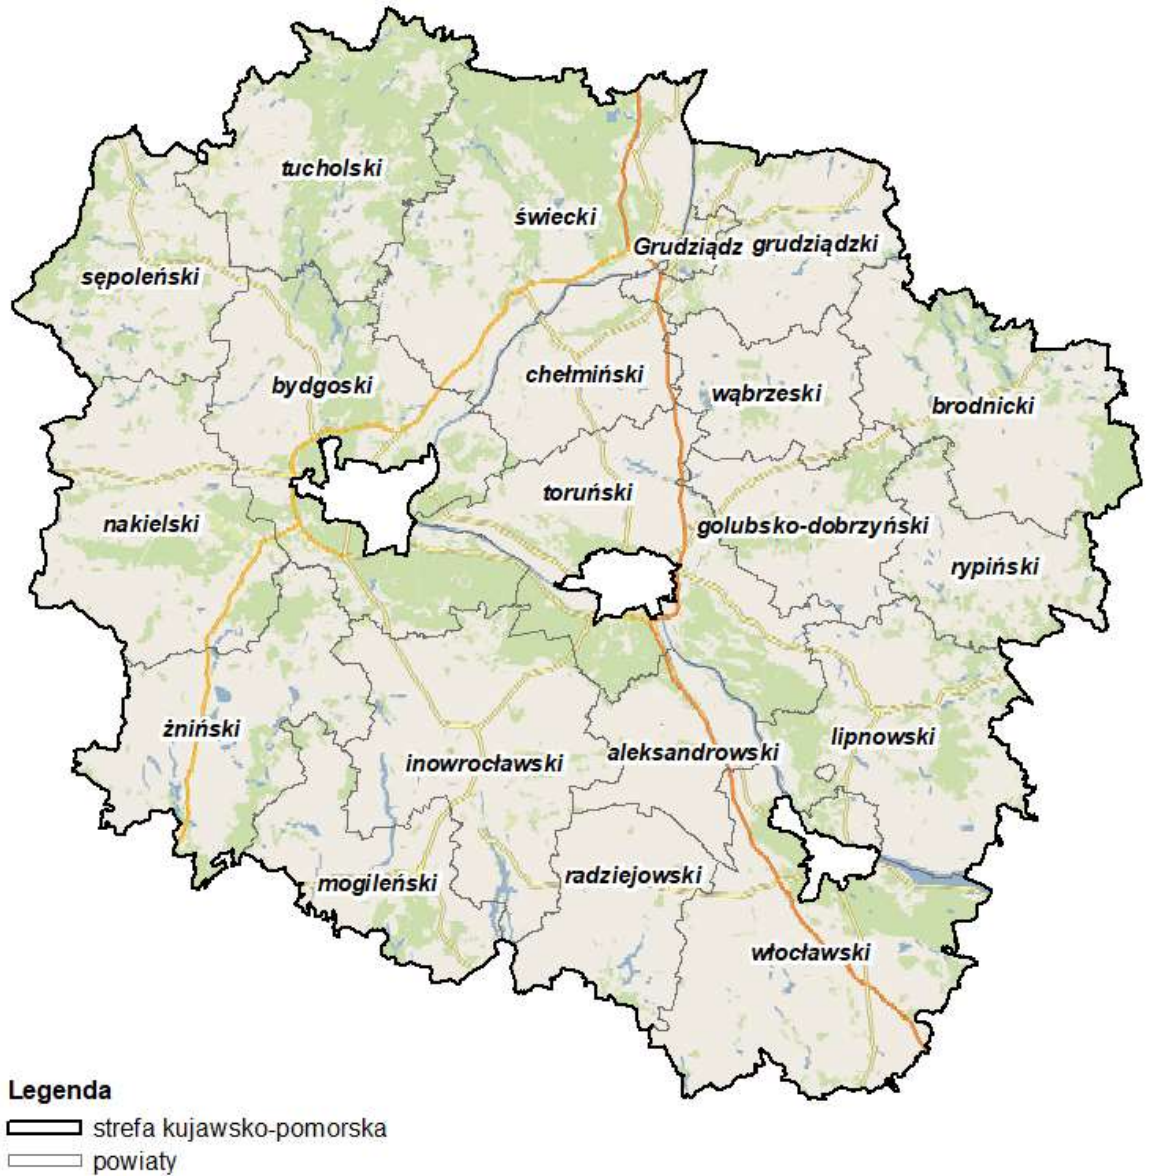 tucholski
świecki
Grudziądz grudziądzki
sępoleński
bydgoski
chełmiński
wąbrzeski
brodnicki
nakielski
toruński
golubsko-dobrzyński
rypiński
żniński
inowrocławski
aleksandrowski
lipnowski
mogileński
radziejowski
włocławski
Legenda
strefa kujawsko-pomorska
powiaty